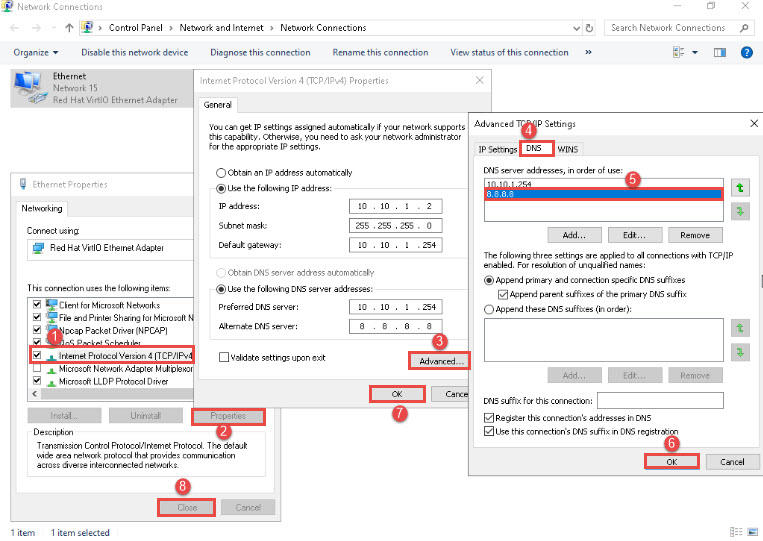 Network Connections
Control Panel > Network and Internet > Network Connections
Search Network Connections
Organize
Disable this network device
Diagnose this connection
Rename this connection
View status of this connection
»
Ethernet
Network 15
Red Hat VirtIO Ethernet Adapter
Ethernet Properties
Networking
Connect using:
Red Hat VirtIO Ethernet Adapter
This connection uses the following items:
Client for Microsoft Networks
File and Printer Sharing for Microsoft N
Npcap Packet Driver (NPCAP)
QoS Packet Scheduler
1
Internet Protocol Version 4 (TCP/IPv4
Microsoft Network Adapter Multiplexor
Microsoft LLDP Protocol Driver
Install...
Uninstall
Properties
2
Description
Transmission Control Protocol/Internet Protocol. The default
wide area network protocol that provides communication
across diverse interconnected networks.
8
Close
Cancel
1 item
1 item selected
Internet Protocol Version 4 (TCP/IPv4) Properties
General
You can get IP settings assigned automatically if your network supports
this capability. Otherwise, you need to ask your network administrator
for the appropriate IP settings.
Obtain an IP address automatically
Use the following IP address:
IP address:
10 . 10 . 1 . 2
Subnet mask:
255 . 255 . 255 . 0
Default gateway:
10 . 10 . 1 . 254
Obtain DNS server address automatically
Use the following DNS server addresses:
Preferred DNS server:
10 . 10 . 1 . 254
Alternate DNS server:
8 . 8 . 8 . 8
3
Validate settings upon exit
Advanced...
OK
Cance
7
Advanced TCP/IP Settings
4
IP Settings
DNS
WINS
DNS server addresses, in order of use:
5
10.10.1.254
8.8.8.8
Add...
Edit...
Remove
The following three settings are applied to all connections with TCP/IP
enabled. For resolution of unqualified names:
Append primary and connection specific DNS suffixes
Append parent suffixes of the primary DNS suffix
Append these DNS suffixes (in order):
Add...
Edit...
Remove
DNS suffix for this connection:
Register this connection's addresses in DNS
Use this connection's DNS suffix in DNS registration
6
OK
Cancel